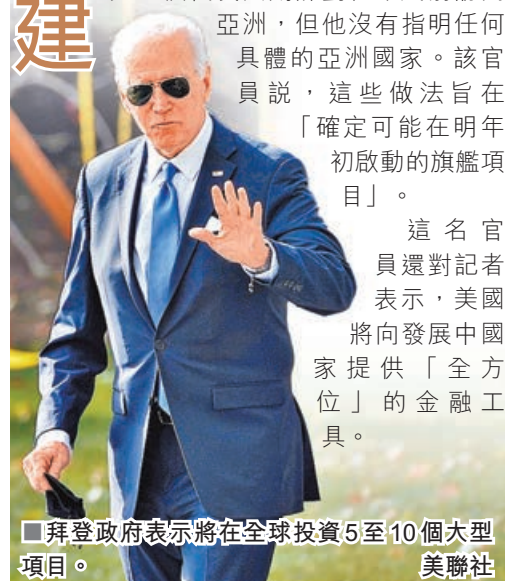 建
亞洲，但他沒有指明任何
具體的亞洲國家。該官
員説，這些做法旨在
「確定可能在明年
初啟動的旗艦項
目」。
這名官
員還對記者
表示，美國
將向發展中國
家提供「全方
位」的金融工
具。
■拜登政府表示將在全球投資5至10個大型
項目。 美聯社